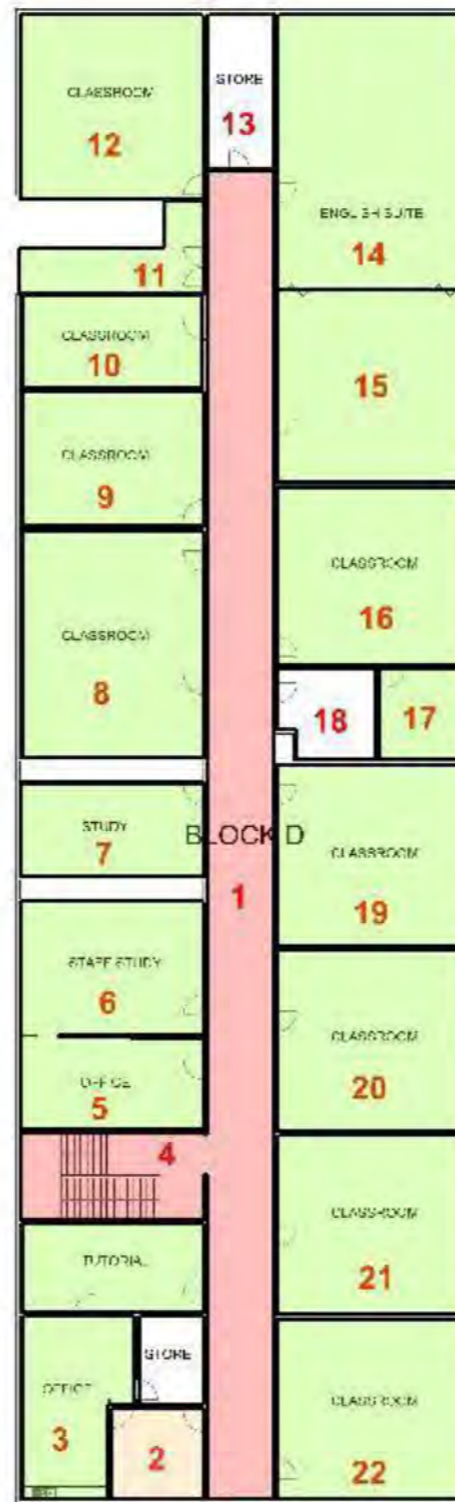 CLASSROOM
12
STORE
13
ENGLISH SUITE
14
11
CLASSROOM
10
15
CLASSROOM
9
CLASSROOM
16
CLASSROOM
8
18
17
STUDY
7
BLOCK D
1
CLASSROOM
19
STAFF STUDY
6
CLASSROOM
20
OFFICE
5
4
CLASSROOM
21
TUTORIAL
STORE
OFFICE
3
2
CLASSROOM
22